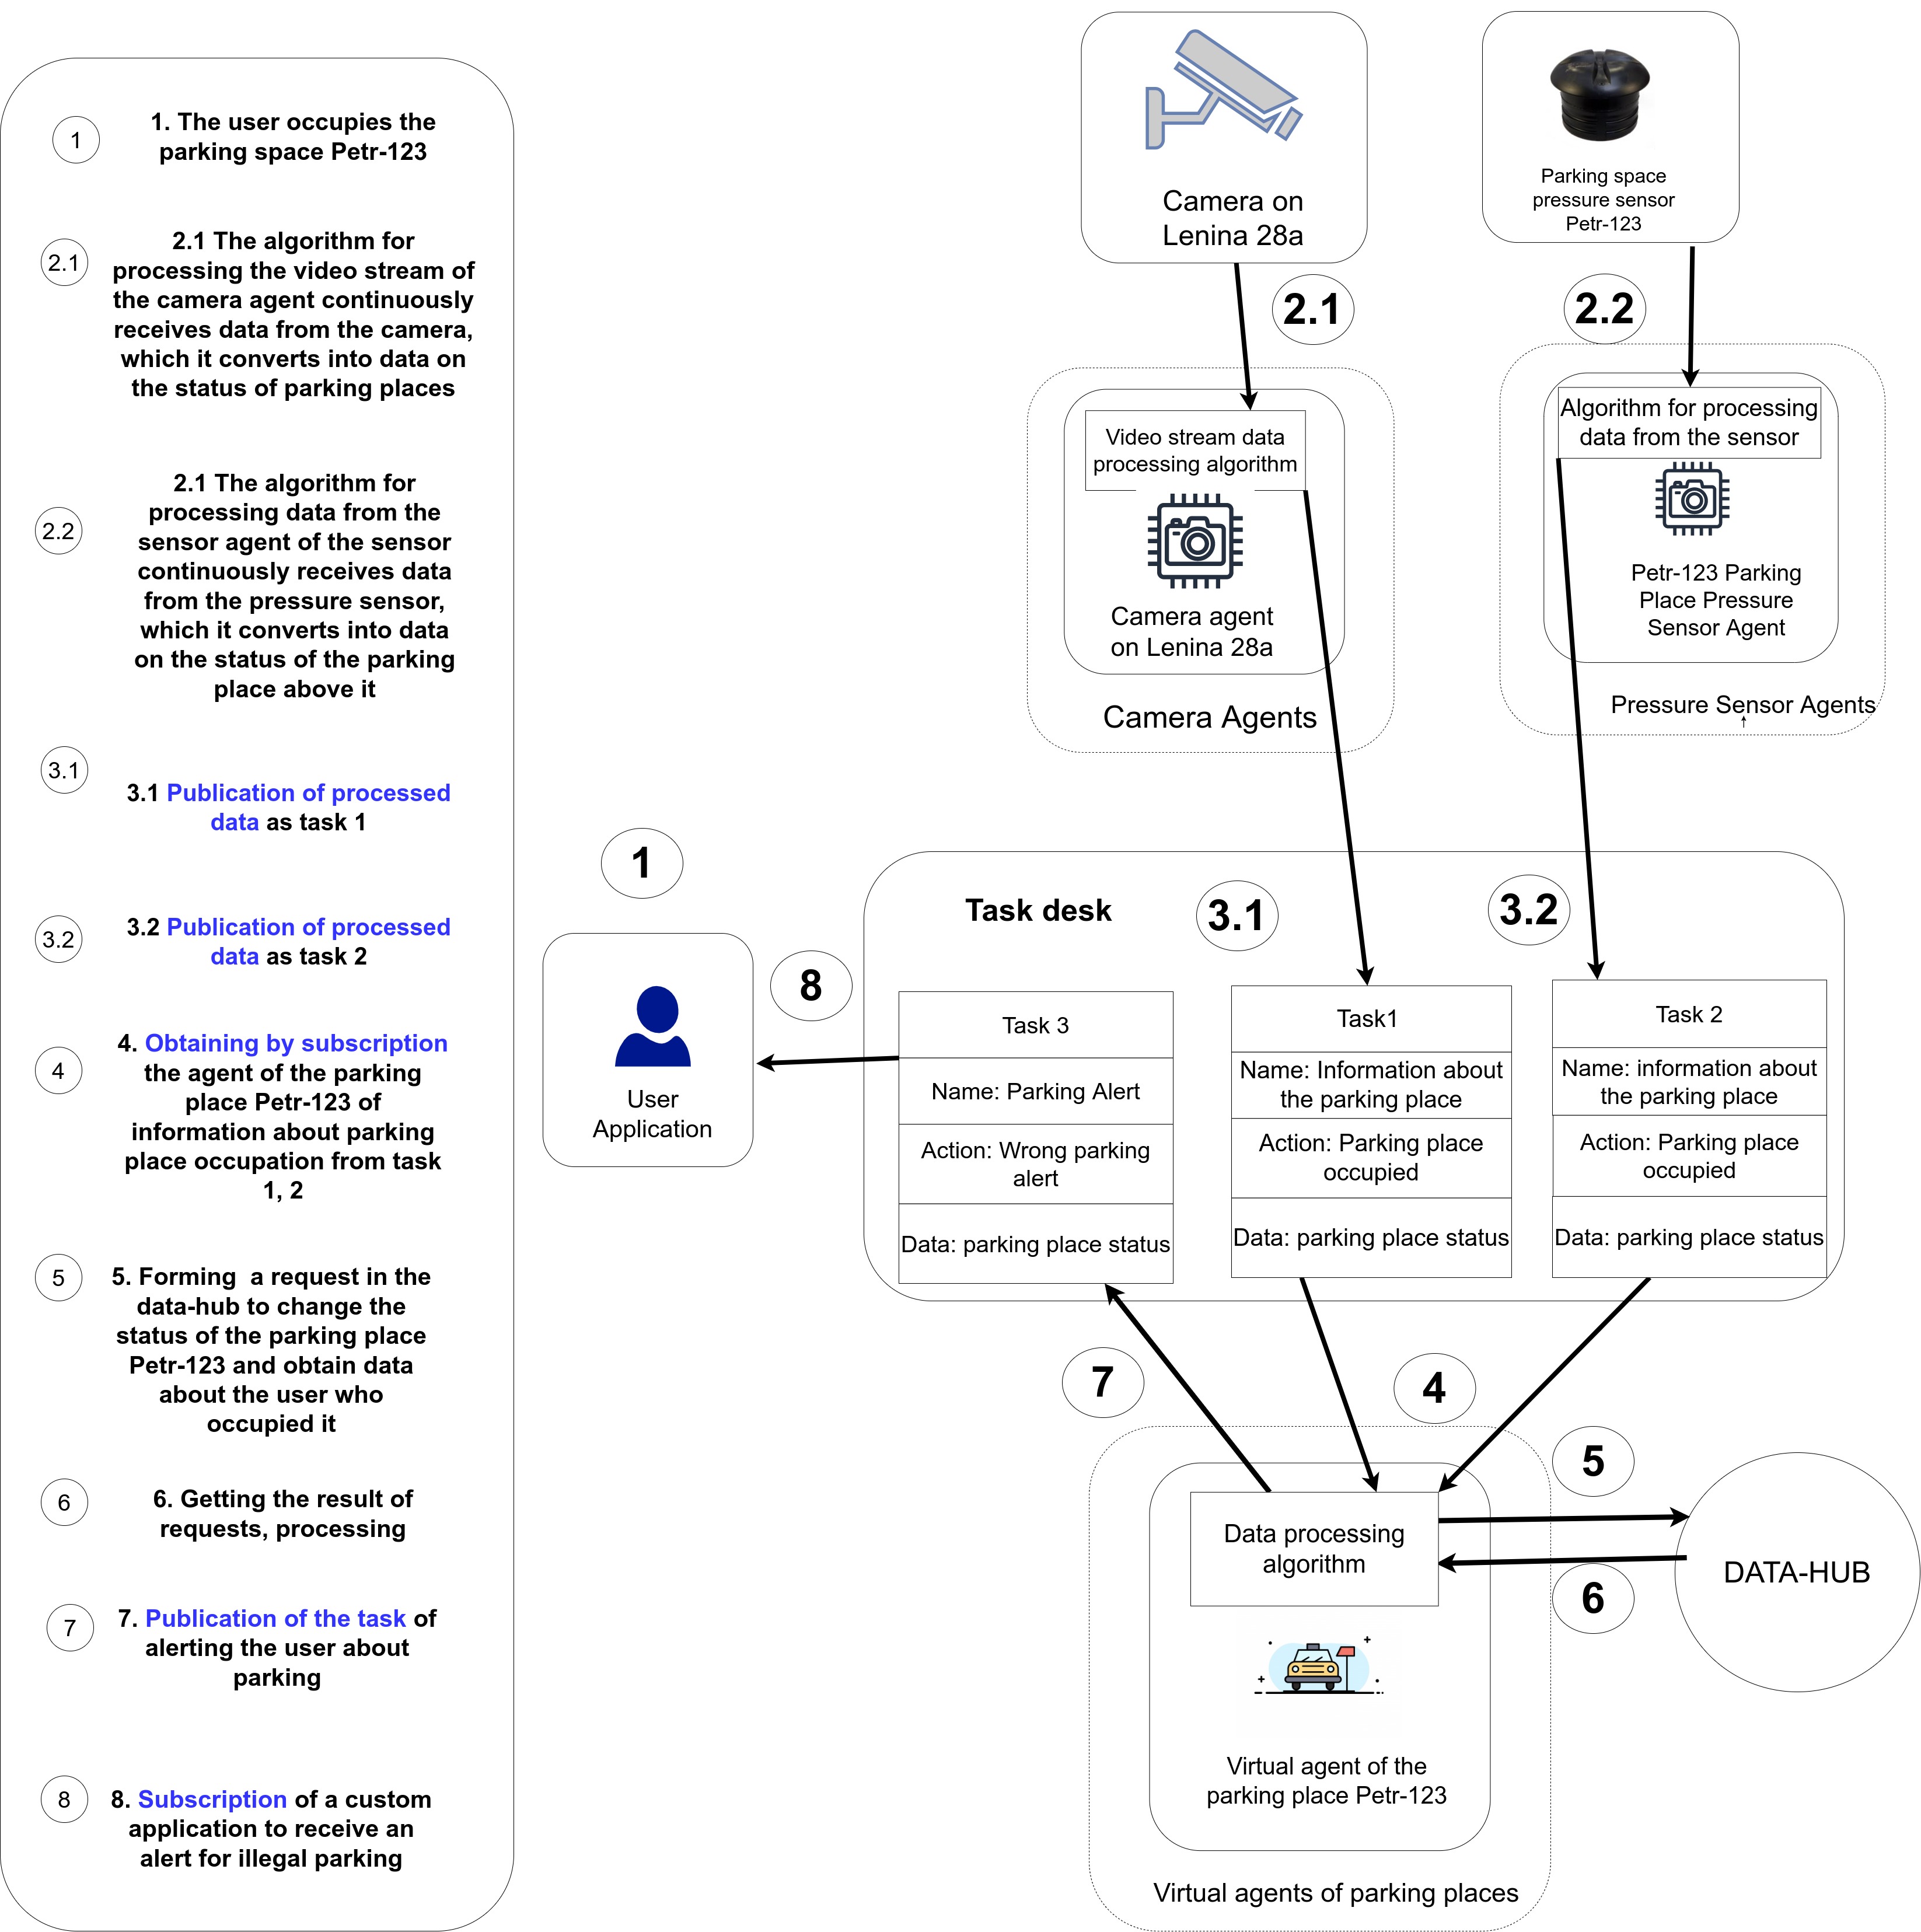 1
1. The user occupies the
parking space Petr-123
2.1
2.1 The algorithm for
processing the video stream of
the camera agent continuously
receives data from the camera,
which it converts into data on
the status of parking places
2.2
2.1 The algorithm for
processing data from the
sensor agent of the sensor
continuously receives data
from the pressure sensor,
which it converts into data
on the status of the parking
place above it
3.1
3.1 Publication of processed
data as task 1
3.2
3.2 Publication of processed
data as task 2
4
4. Obtaining by subscription
the agent of the parking
place Petr-123 of
information about parking
place occupation from task
1, 2
5
5. Forming a request in the
data-hub to change the
status of the parking place
Petr-123 and obtain data
about the user who
occupied it
6
6. Getting the result of
requests, processing
7
7. Publication of the task of
alerting the user about
parking
8
8. Subscription of a custom
application to receive an
alert for illegal parking
Camera on
Lenina 28a
Parking space
pressure sensor
Petr-123
2.1
2.2
Video stream data
processing algorithm
Camera agent
on Lenina 28a
Camera Agents
Algorithm for processing
data from the sensor
Petr-123 Parking
Place Pressure
Sensor Agent
Pressure Sensor Agents
1
User
Application
8
Task desk
3.1
3.2
Task 3
Name: Parking Alert
Action: Wrong parking
alert
Data: parking place status
Task1
Name: Information about
the parking place
Action: Parking place
occupied
Data: parking place status
Task 2
Name: information about
the parking place
Action: Parking place
occupied
Data: parking place status
7
4
5
6
Data processing
algorithm
DATA-HUB
Virtual agent of the
parking place Petr-123
Virtual agents of parking places